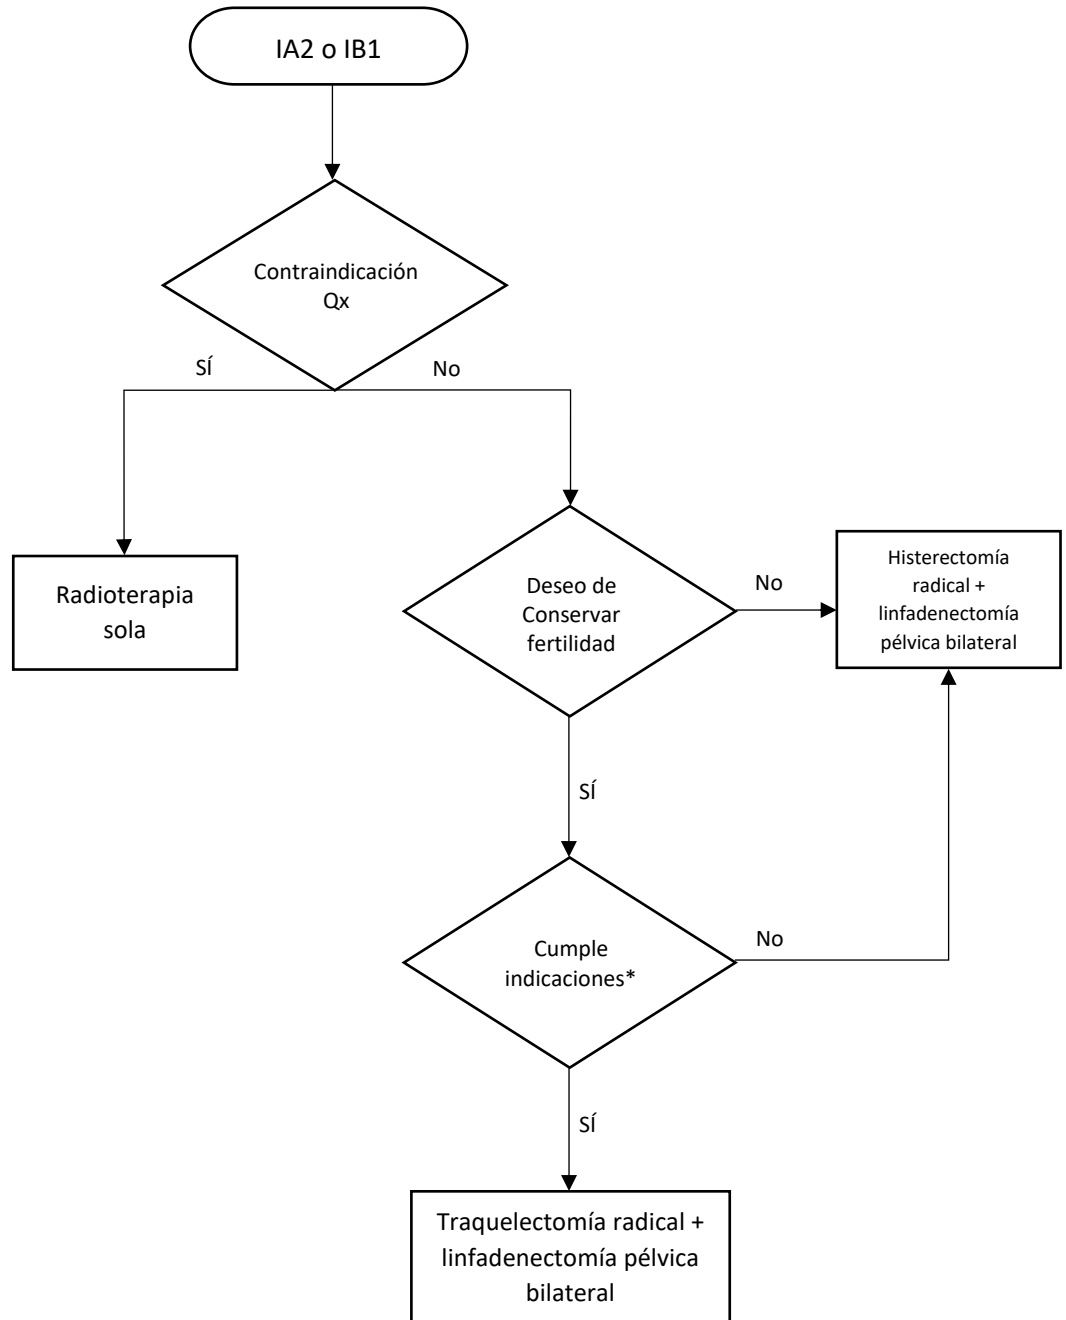 IA2 o IB1
Contraindicación
Qx
SÍ
No
Radioterapia
sola
Deseo de
Conservar
fertilidad
No
Histerectomía
radical +
linfadenectomía
pélvica bilateral
SÍ
Cumple
indicaciones*
No
SÍ
Traquelectomía radical +
linfadenectomía pélvica
bilateral